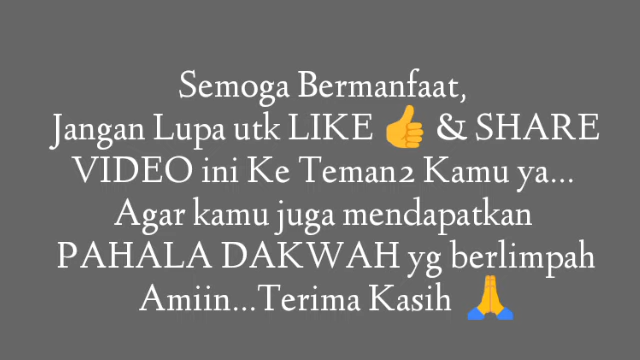 Semoga Bermanfaat,
Jangan Lupa utk LIKE 👍 & SHARE
VIDEO ini Ke Teman2 Kamu ya...
Agar kamu juga mendapatkan
PAHALA DAKWAH yg berlimpah
Amiin...Terima Kasih 🙏